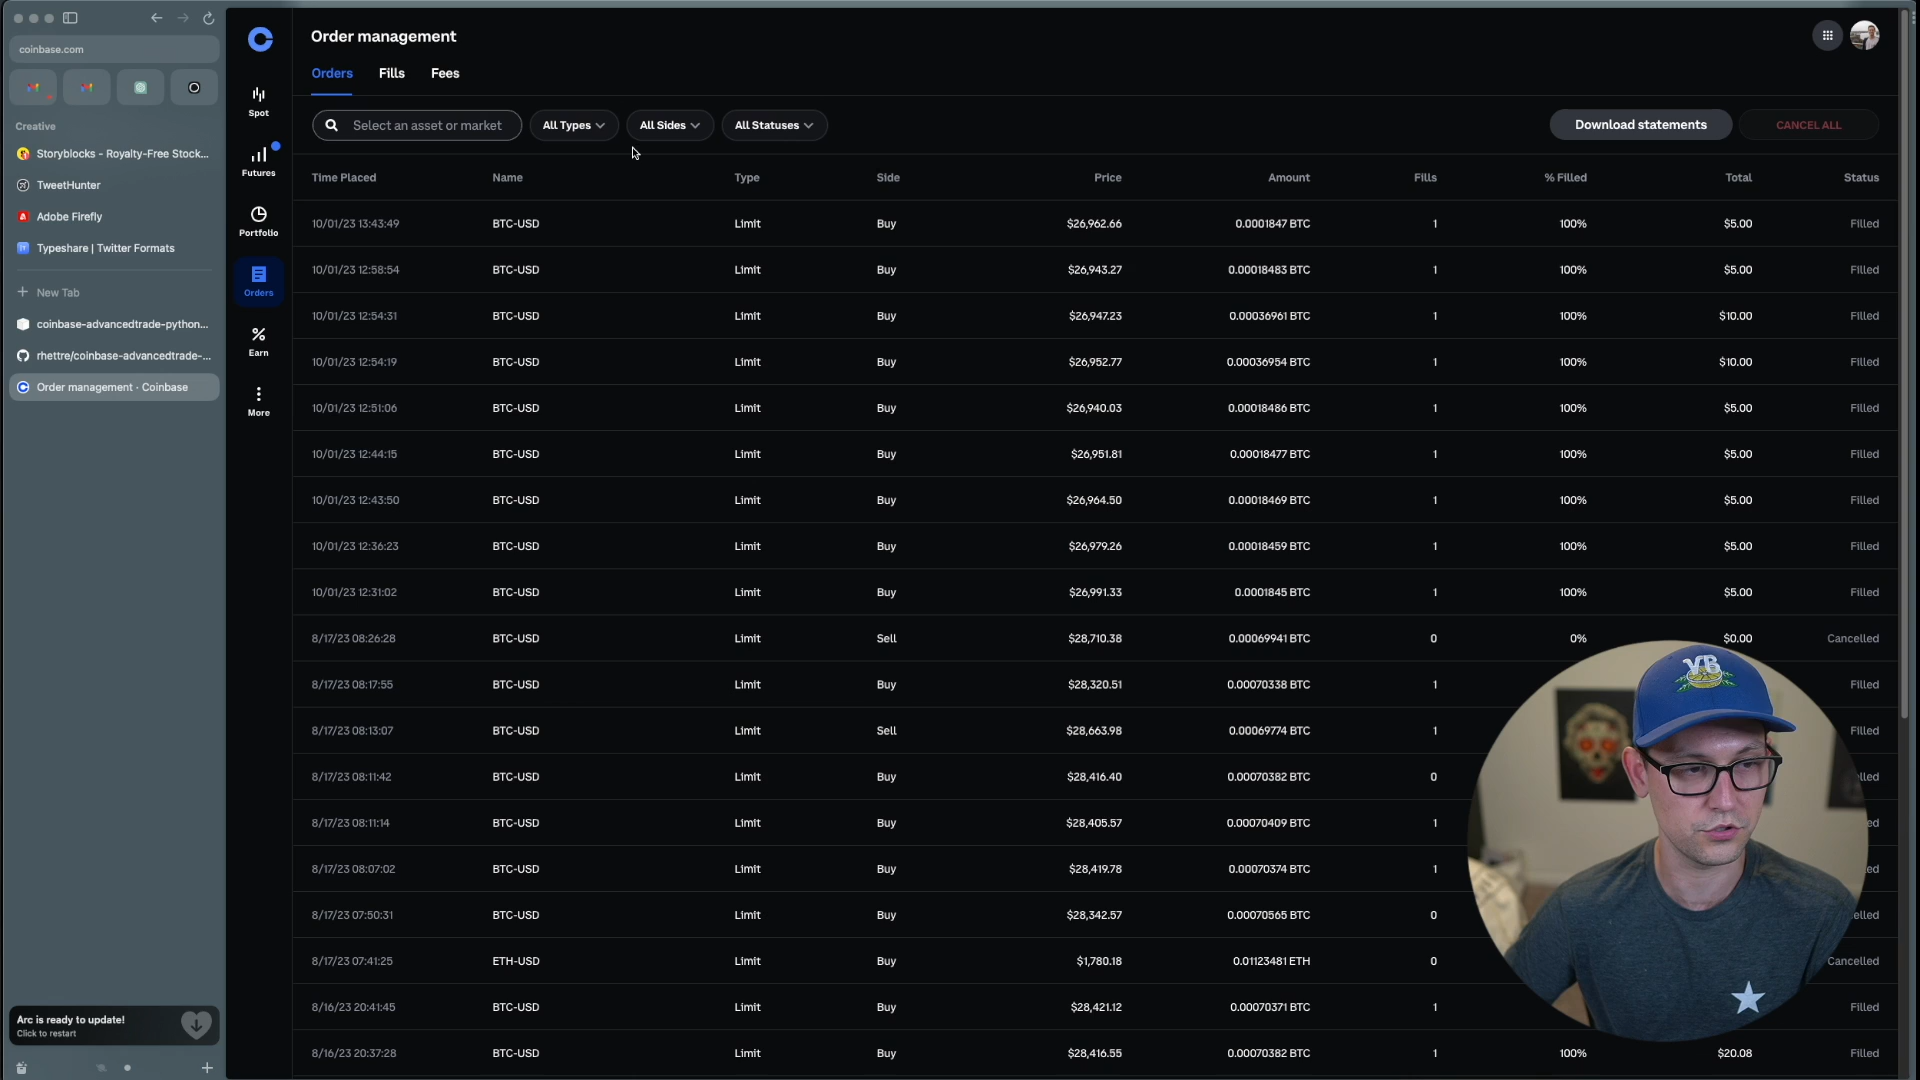 coinbase.com
Creative
Storyblocks - Royalty-Free Stock...
TweetHunter
Adobe Firefly
Typeshare | Twitter Formats
New Tab
coinbase-advancedtrade-python...
rhettre/coinbase-advancedtrade-...
Order management · Coinbase
Arc is ready to update!
Click to restart
Spot
Futures
Portfolio
Orders
Earn
More
Order management
Orders Fills Fees
Select an asset or market All Types All Sides All Statuses Download statements CANCEL ALL
Time Placed Name Type Side Price Amount Fills % Filled Total Status
10/01/23 13:43:49 BTC-USD Limit Buy $26,962.66 0.0001847 BTC 1 100% $5.00 Filled
10/01/23 12:58:54 BTC-USD Limit Buy $26,943.27 0.00018483 BTC 1 100% $5.00 Filled
10/01/23 12:54:31 BTC-USD Limit Buy $26,947.23 0.00036961 BTC 1 100% $10.00 Filled
10/01/23 12:54:19 BTC-USD Limit Buy $26,952.77 0.00036954 BTC 1 100% $10.00 Filled
10/01/23 12:51:06 BTC-USD Limit Buy $26,940.03 0.00018486 BTC 1 100% $5.00 Filled
10/01/23 12:44:15 BTC-USD Limit Buy $26,951.81 0.00018477 BTC 1 100% $5.00 Filled
10/01/23 12:43:50 BTC-USD Limit Buy $26,964.50 0.00018469 BTC 1 100% $5.00 Filled
10/01/23 12:36:23 BTC-USD Limit Buy $26,979.26 0.00018459 BTC 1 100% $5.00 Filled
10/01/23 12:31:02 BTC-USD Limit Buy $26,991.33 0.0001845 BTC 1 100% $5.00 Filled
8/17/23 08:26:28 BTC-USD Limit Sell $28,710.38 0.00069941 BTC 0 0% $0.00 Cancelled
8/17/23 08:17:55 BTC-USD Limit Buy $28,320.51 0.00070338 BTC 1 Filled
8/17/23 08:13:07 BTC-USD Limit Sell $28,663.98 0.00069774 BTC 1 Filled
8/17/23 08:11:42 BTC-USD Limit Buy $28,416.40 0.00070382 BTC 0
8/17/23 08:11:14 BTC-USD Limit Buy $28,405.57 0.00070409 BTC 1
8/17/23 08:07:02 BTC-USD Limit Buy $28,419.78 0.00070374 BTC 1
8/17/23 07:50:31 BTC-USD Limit Buy $28,342.57 0.00070565 BTC 0
8/17/23 07:41:25 ETH-USD Limit Buy $1,780.18 0.01123481 ETH 0 Cancelled
8/16/23 20:41:45 BTC-USD Limit Buy $28,421.12 0.00070371 BTC 1 Filled
8/16/23 20:37:28 BTC-USD Limit Buy $28,416.55 0.00070382 BTC 1 100% $20.08 Filled
VB